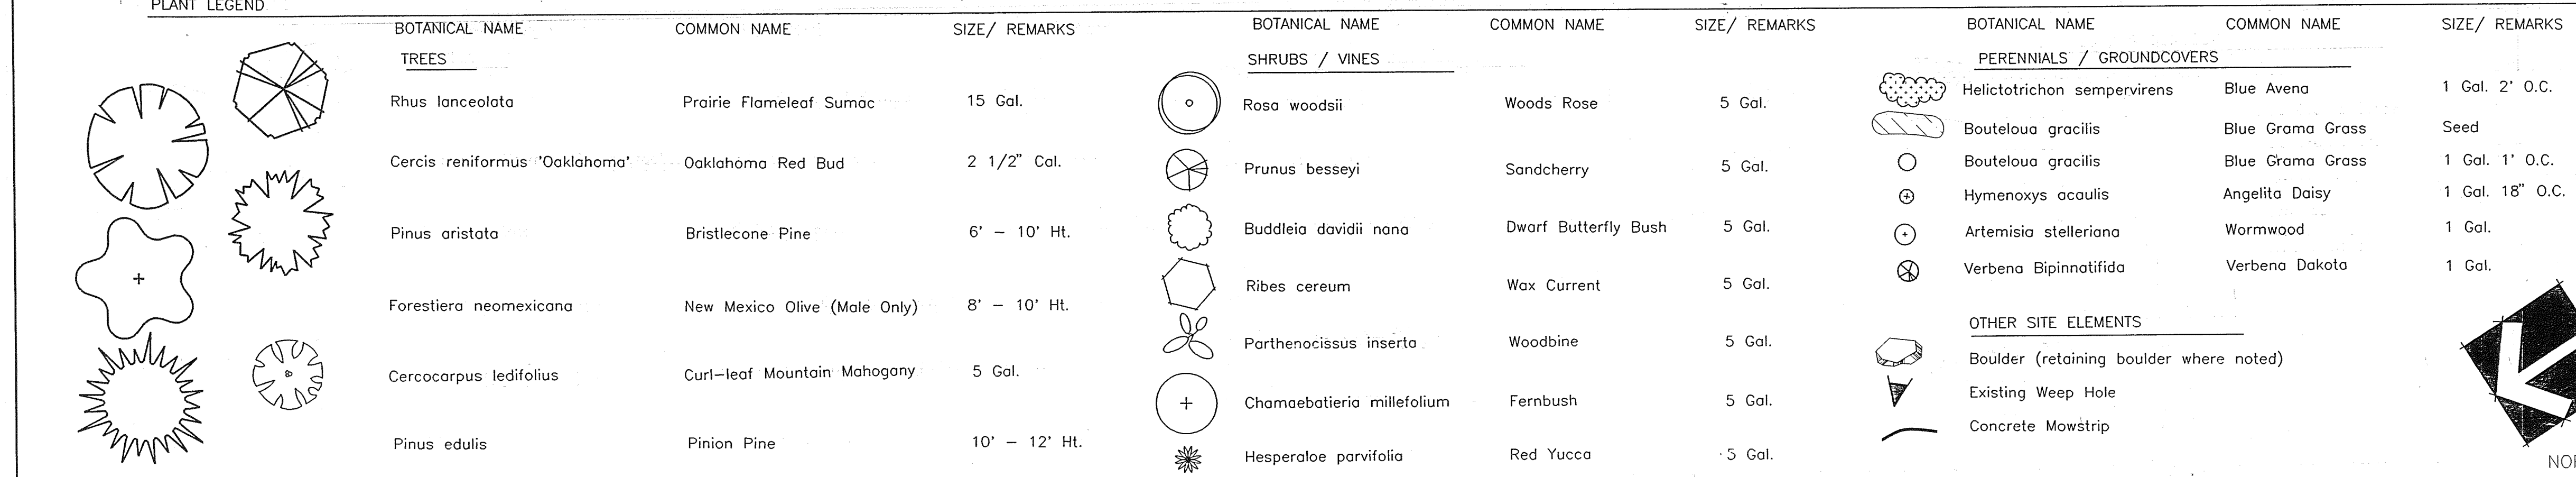 PLANT LEGEND
BOTANICAL NAME COMMON NAME SIZE/ REMARKS
TREES
Rhus lanceolata Prairie Flameleaf Sumac 15 Gal.
Cercis reniformus 'Oaklahoma' Oaklahoma Red Bud 2 1/2" Cal.
Pinus aristata Bristlecone Pine 6' – 10' Ht.
Forestiera neomexicana New Mexico Olive (Male Only) 8' – 10' Ht.
Cercocarpus ledifolius Curl–leaf Mountain Mahogany 5 Gal.
Pinus edulis Pinion Pine 10' – 12' Ht.
BOTANICAL NAME COMMON NAME SIZE/ REMARKS
SHRUBS / VINES
Rosa woodsii Woods Rose 5 Gal.
Prunus besseyi Sandcherry 5 Gal.
Buddleia davidii nana Dwarf Butterfly Bush 5 Gal.
Ribes cereum Wax Current 5 Gal.
Parthenocissus inserta Woodbine 5 Gal.
Chamaebatieria millefolium Fernbush 5 Gal.
Hesperaloe parvifolia Red Yucca 5 Gal.
BOTANICAL NAME COMMON NAME SIZE/ REMARKS
PERENNIALS / GROUNDCOVERS
Helictotrichon sempervirens Blue Avena 1 Gal. 2' O.C.
Bouteloua gracilis Blue Grama Grass Seed
Bouteloua gracilis Blue Grama Grass 1 Gal. 1' O.C.
Hymenoxys acaulis Angelita Daisy 1 Gal. 18" O.C.
Artemisia stelleriana Wormwood 1 Gal.
Verbena Bipinnatifida Verbena Dakota 1 Gal.
OTHER SITE ELEMENTS
Boulder (retaining boulder where noted)
Existing Weep Hole
Concrete Mowstrip